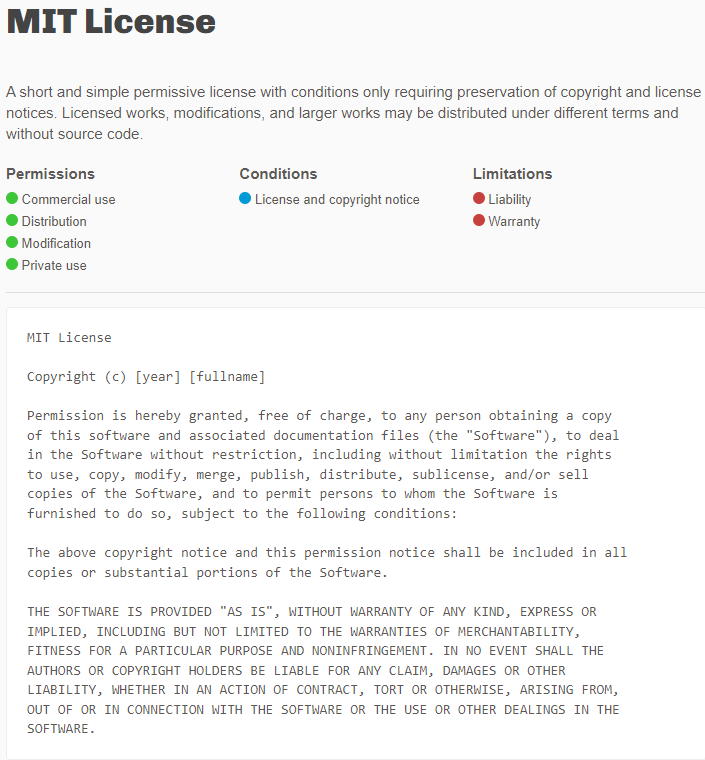 MIT License
A short and simple permissive license with conditions only requiring preservation of copyright and license
notices. Licensed works, modifications, and larger works may be distributed under different terms and
without source code.
Permissions
Commercial use
Distribution
Modification
Private use
Conditions
License and copyright notice
Limitations
Liability
Warranty
MIT License
Copyright (c) [year] [fullname]
Permission is hereby granted, free of charge, to any person obtaining a copy
of this software and associated documentation files (the "Software"), to deal
in the Software without restriction, including without limitation the rights
to use, copy, modify, merge, publish, distribute, sublicense, and/or sell
copies of the Software, and to permit persons to whom the Software is
furnished to do so, subject to the following conditions:
The above copyright notice and this permission notice shall be included in all
copies or substantial portions of the Software.
THE SOFTWARE IS PROVIDED "AS IS", WITHOUT WARRANTY OF ANY KIND, EXPRESS OR
IMPLIED, INCLUDING BUT NOT LIMITED TO THE WARRANTIES OF MERCHANTABILITY,
FITNESS FOR A PARTICULAR PURPOSE AND NONINFRINGEMENT. IN NO EVENT SHALL THE
AUTHORS OR COPYRIGHT HOLDERS BE LIABLE FOR ANY CLAIM, DAMAGES OR OTHER
LIABILITY, WHETHER IN AN ACTION OF CONTRACT, TORT OR OTHERWISE, ARISING FROM,
OUT OF OR IN CONNECTION WITH THE SOFTWARE OR THE USE OR OTHER DEALINGS IN THE
SOFTWARE.